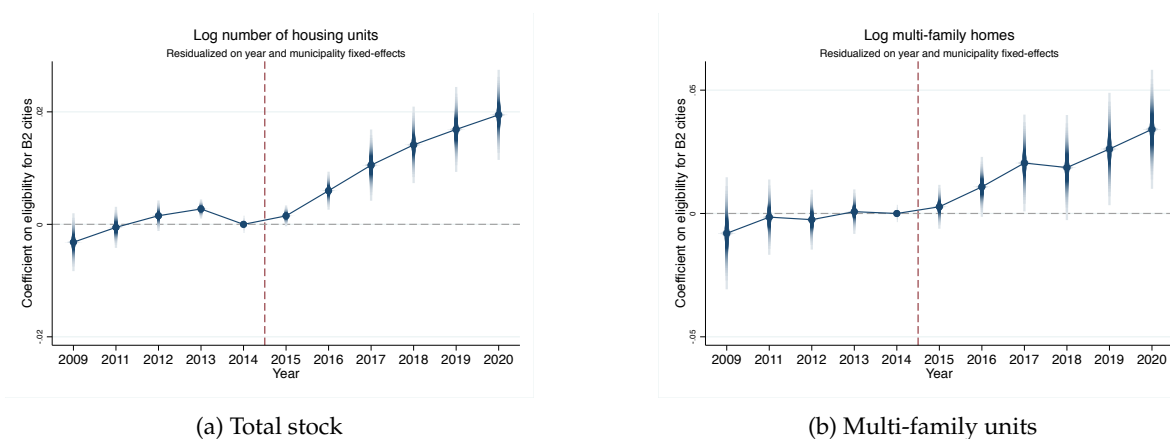 Log number of housing units
Residualized on year and municipality fixed-effects
Coefficient on eligibility for B2 cities
.02
0
-.02
2009 2011 2012 2013 2014 2015 2016 2017 2018 2019 2020
Year
(a) Total stock
Log multi-family homes
Residualized on year and municipality fixed-effects
Coefficient on eligibility for B2 cities
.05
0
-.05
2009 2011 2012 2013 2014 2015 2016 2017 2018 2019 2020
Year
(b) Multi-family units